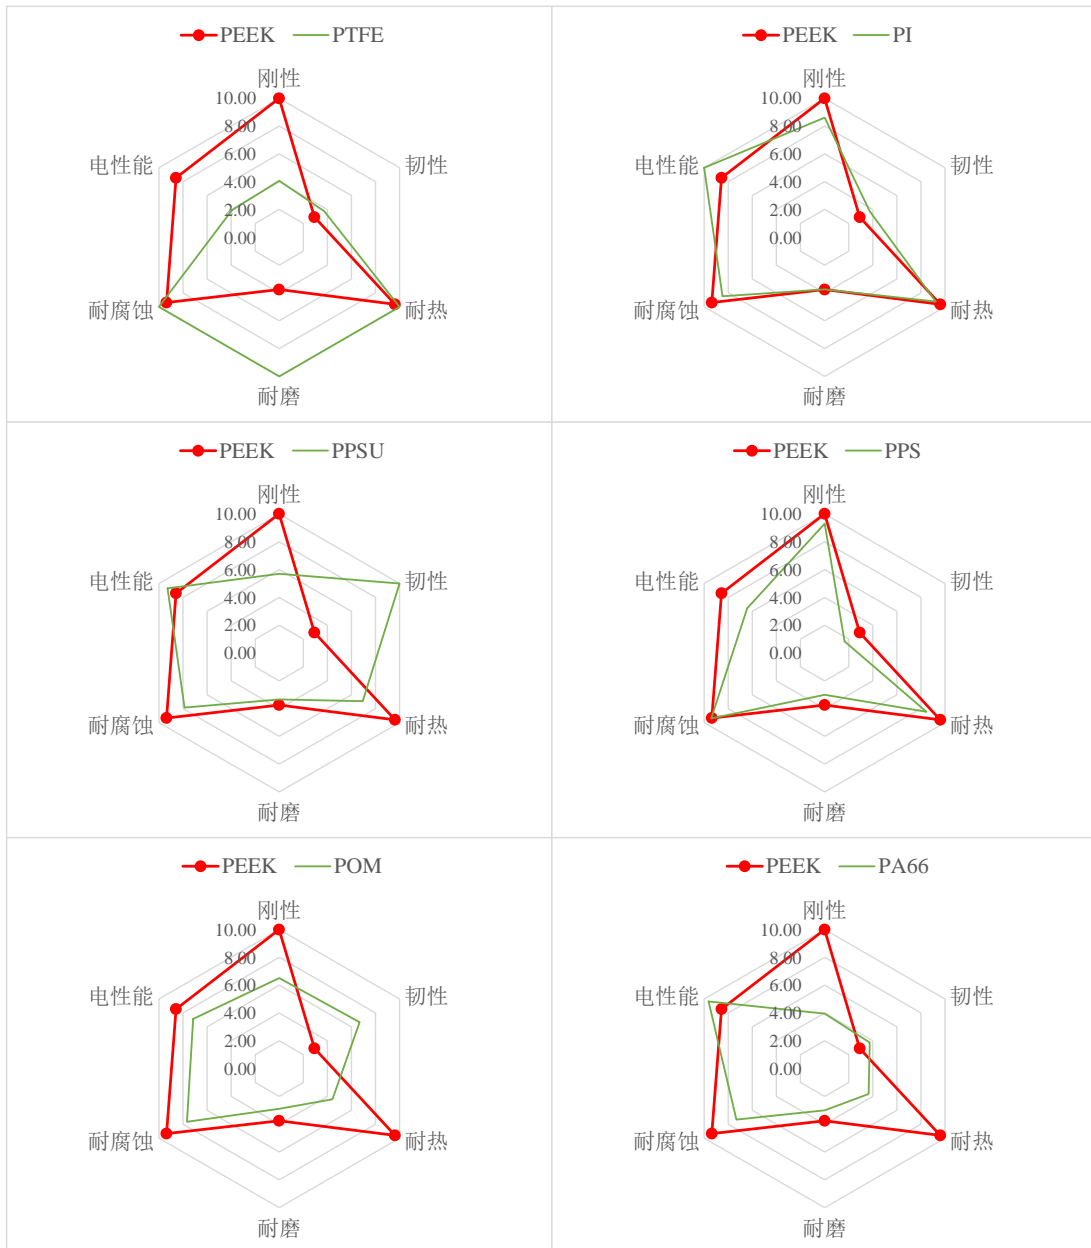 PEEK PTFE
刚性
10.00
8.00
6.00
4.00
2.00
0.00
韧性
耐热
耐磨
耐腐蚀
电性能
PEEK PI
刚性
10.00
8.00
6.00
4.00
2.00
0.00
韧性
耐热
耐磨
耐腐蚀
电性能
PEEK PPSU
刚性
10.00
8.00
6.00
4.00
2.00
0.00
韧性
耐热
耐磨
耐腐蚀
电性能
PEEK PPS
刚性
10.00
8.00
6.00
4.00
2.00
0.00
韧性
耐热
耐磨
耐腐蚀
电性能
PEEK POM
刚性
10.00
8.00
6.00
4.00
2.00
0.00
韧性
耐热
耐磨
耐腐蚀
电性能
PEEK PA66
刚性
10.00
8.00
6.00
4.00
2.00
0.00
韧性
耐热
耐磨
耐腐蚀
电性能